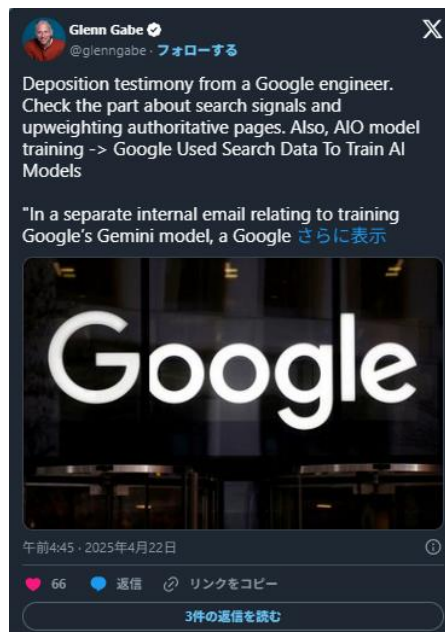 Glenn Gabe
@glenngabe · フォローする
Deposition testimony from a Google engineer.
Check the part about search signals and
upweighting authoritative pages. Also, AIO model
training -> Google Used Search Data To Train AI
Models
"In a separate internal email relating to training
Google's Gemini model, a Google さらに表示
Google
午前4:45 · 2025年4月22日
66 返信 リンクをコピー
3件の返信を読む